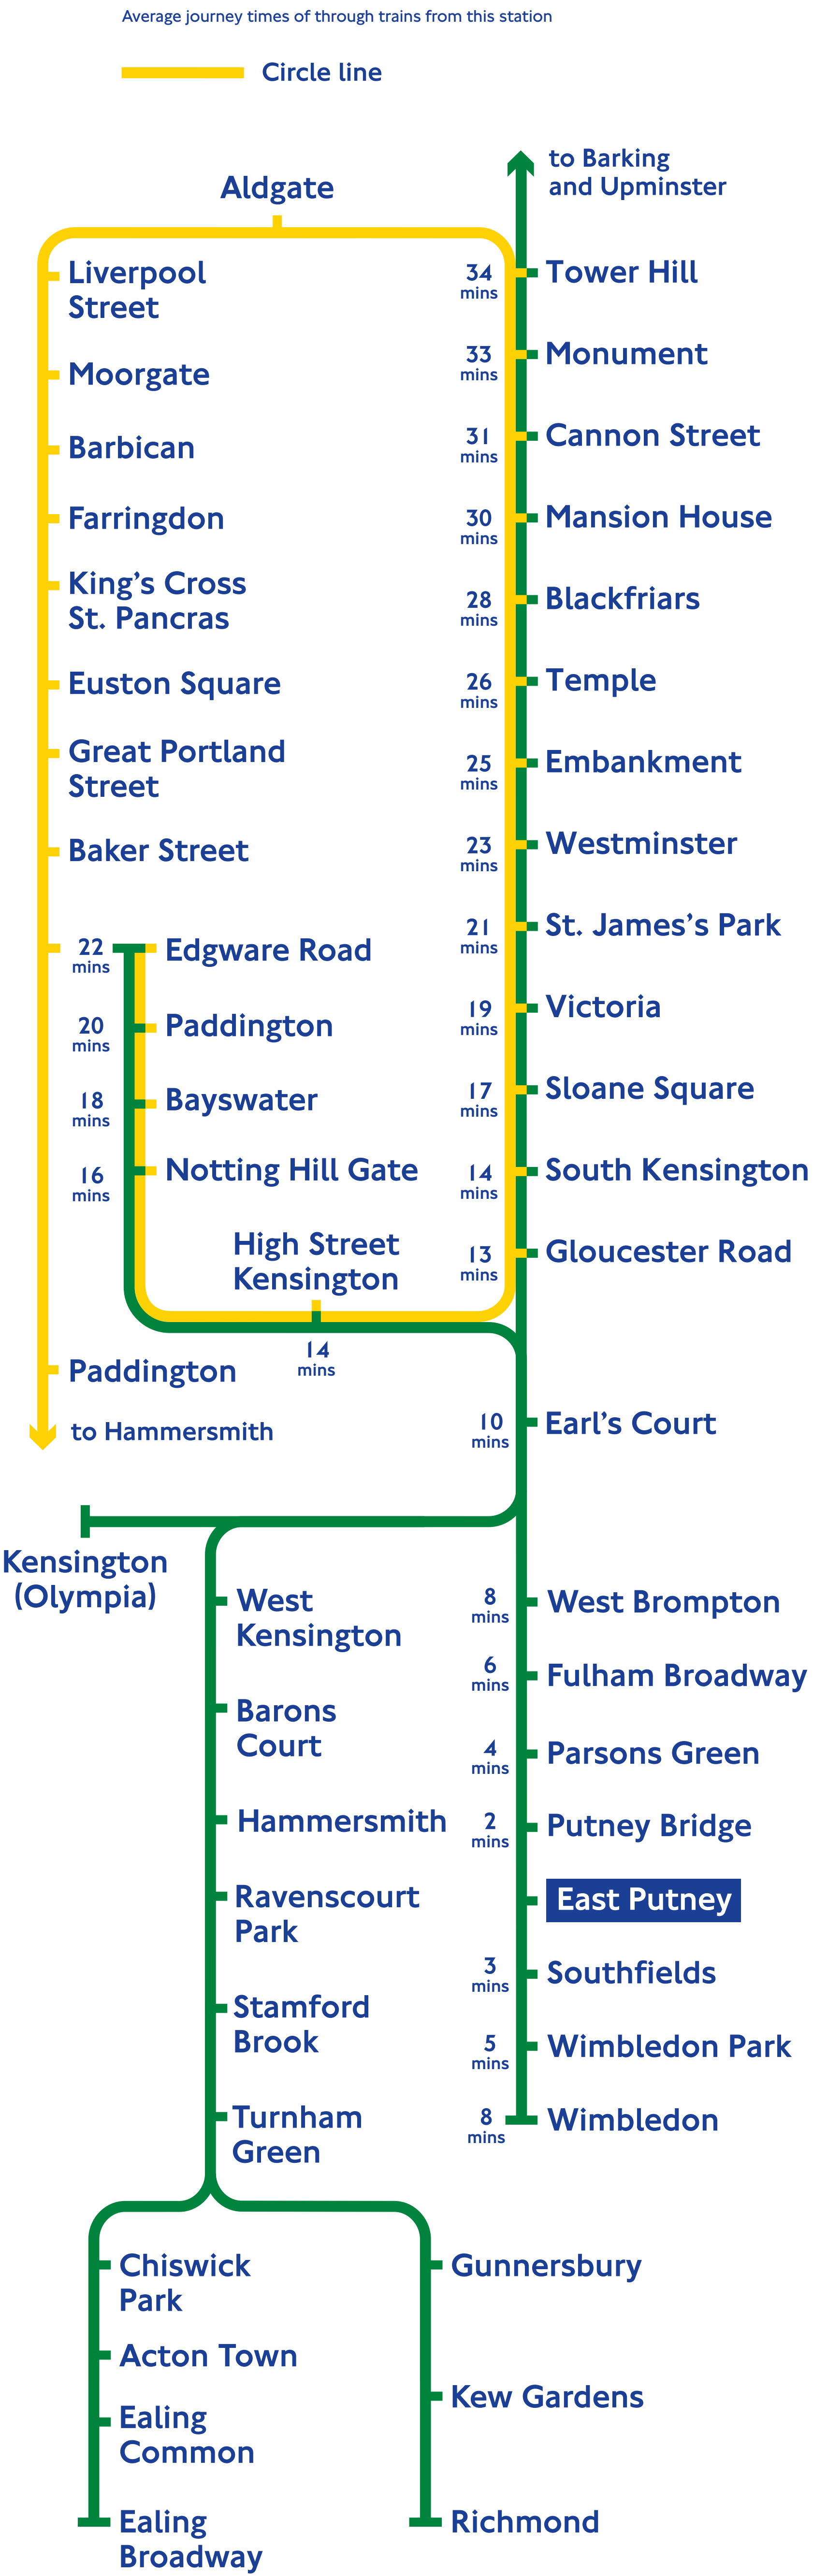 Average journey times of through trains from this station
Circle line
to Barking
and Upminster
Aldgate
Liverpool
Street
Moorgate
Barbican
Farringdon
King’s Cross
St. Pancras
Euston Square
Great Portland
Street
Baker Street
22
mins
Edgware Road
20
mins
Paddington
18
mins
Bayswater
16
mins
Notting Hill Gate
High Street
Kensington
14
mins
Paddington
to Hammersmith
34
mins
Tower Hill
33
mins
Monument
31
mins
Cannon Street
30
mins
Mansion House
28
mins
Blackfriars
26
mins
Temple
25
mins
Embankment
23
mins
Westminster
21
mins
St. James’s Park
19
mins
Victoria
17
mins
Sloane Square
14
mins
South Kensington
13
mins
Gloucester Road
10
mins
Earl’s Court
Kensington
(Olympia)
West
Kensington
Barons
Court
Hammersmith
Ravenscourt
Park
Stamford
Brook
Turnham
Green
8
mins
West Brompton
6
mins
Fulham Broadway
4
mins
Parsons Green
2
mins
Putney Bridge
East Putney
3
mins
Southfields
5
mins
Wimbledon Park
8
mins
Wimbledon
Chiswick
Park
Acton Town
Ealing
Common
Ealing
Broadway
Gunnersbury
Kew Gardens
Richmond